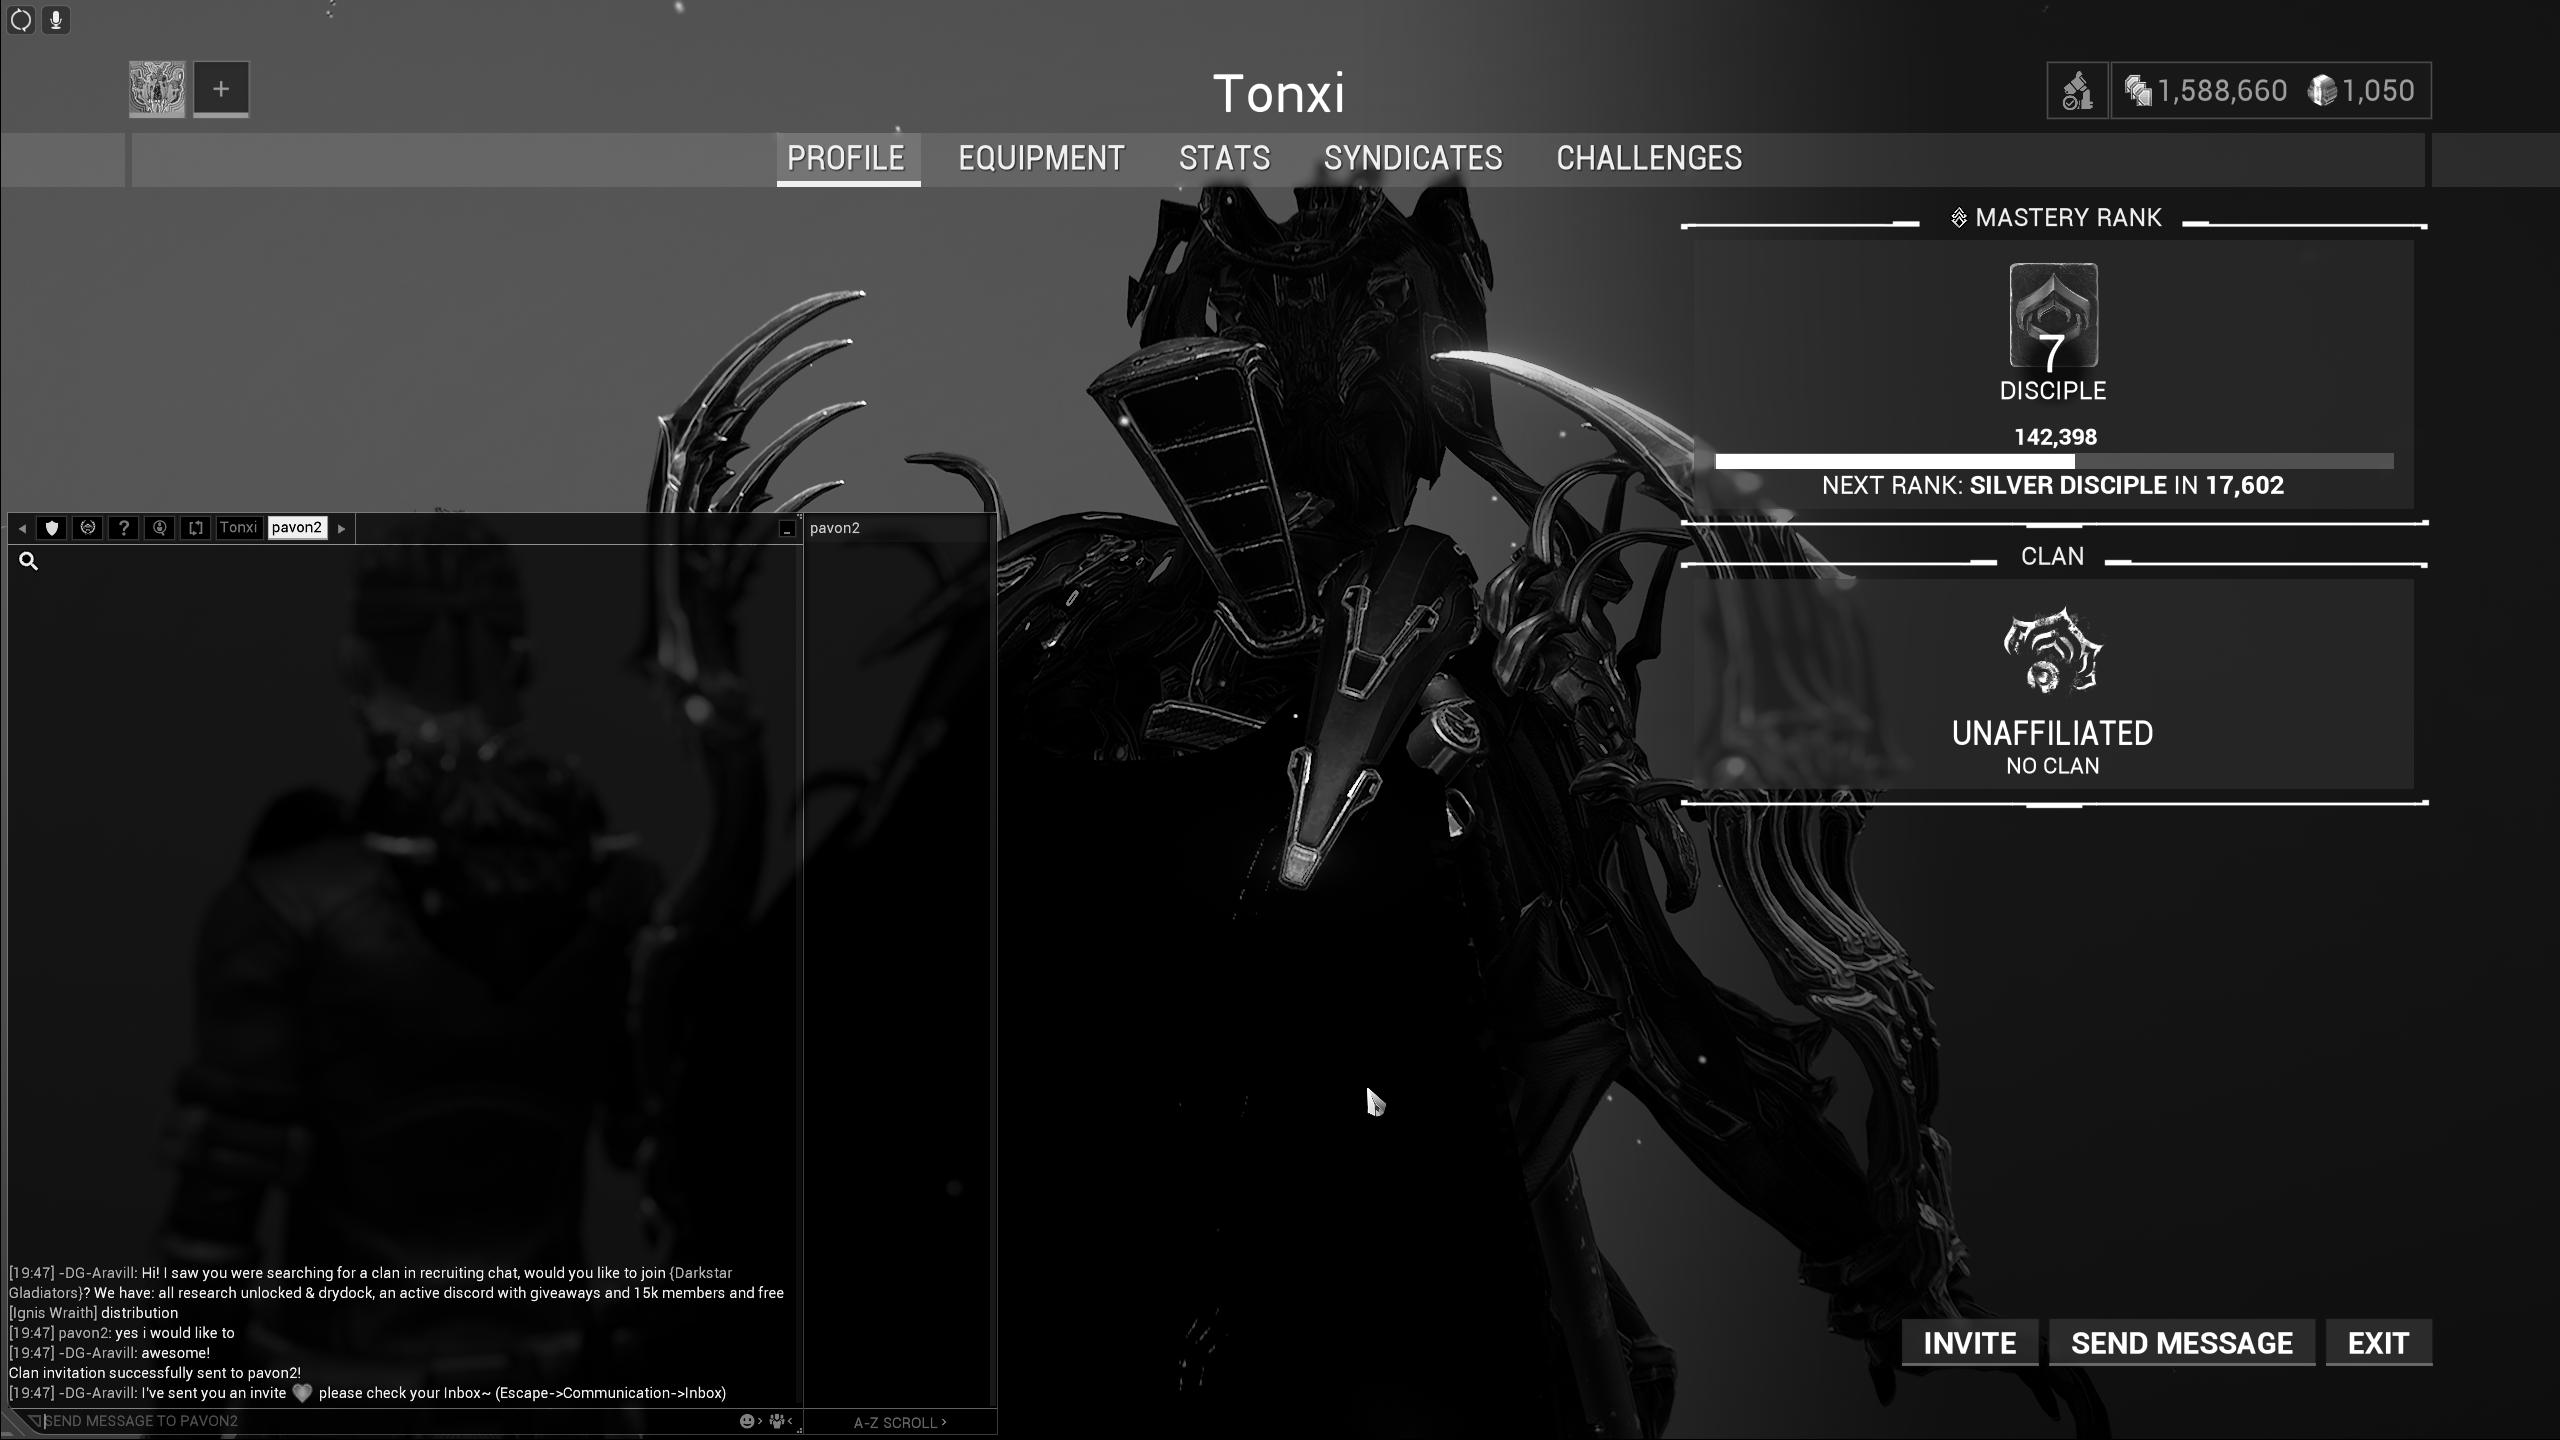 Tonxi
1,588,660 1,050
PROFILE EQUIPMENT STATS SYNDICATES CHALLENGES
MASTERY RANK
7
DISCIPLE
142,398
NEXT RANK: SILVER DISCIPLE IN 17,602
CLAN
UNAFFILIATED
NO CLAN
? Tonxi pavon2
pavon2
[19:47] -DG-Aravill: Hi! I saw you were searching for a clan in recruiting chat, would you like to join {Darkstar
Gladiators}? We have: all research unlocked & drydock, an active discord with giveaways and 15k members and free
[Ignis Wraith] distribution
[19:47] pavon2: yes i would like to
[19:47] -DG-Aravill: awesome!
Clan invitation successfully sent to pavon2!
[19:47] -DG-Aravill: I've sent you an invite 🖤 please check your Inbox~ (Escape->Communication->Inbox)
SEND MESSAGE TO PAVON2
A-Z SCROLL >
INVITE SEND MESSAGE EXIT